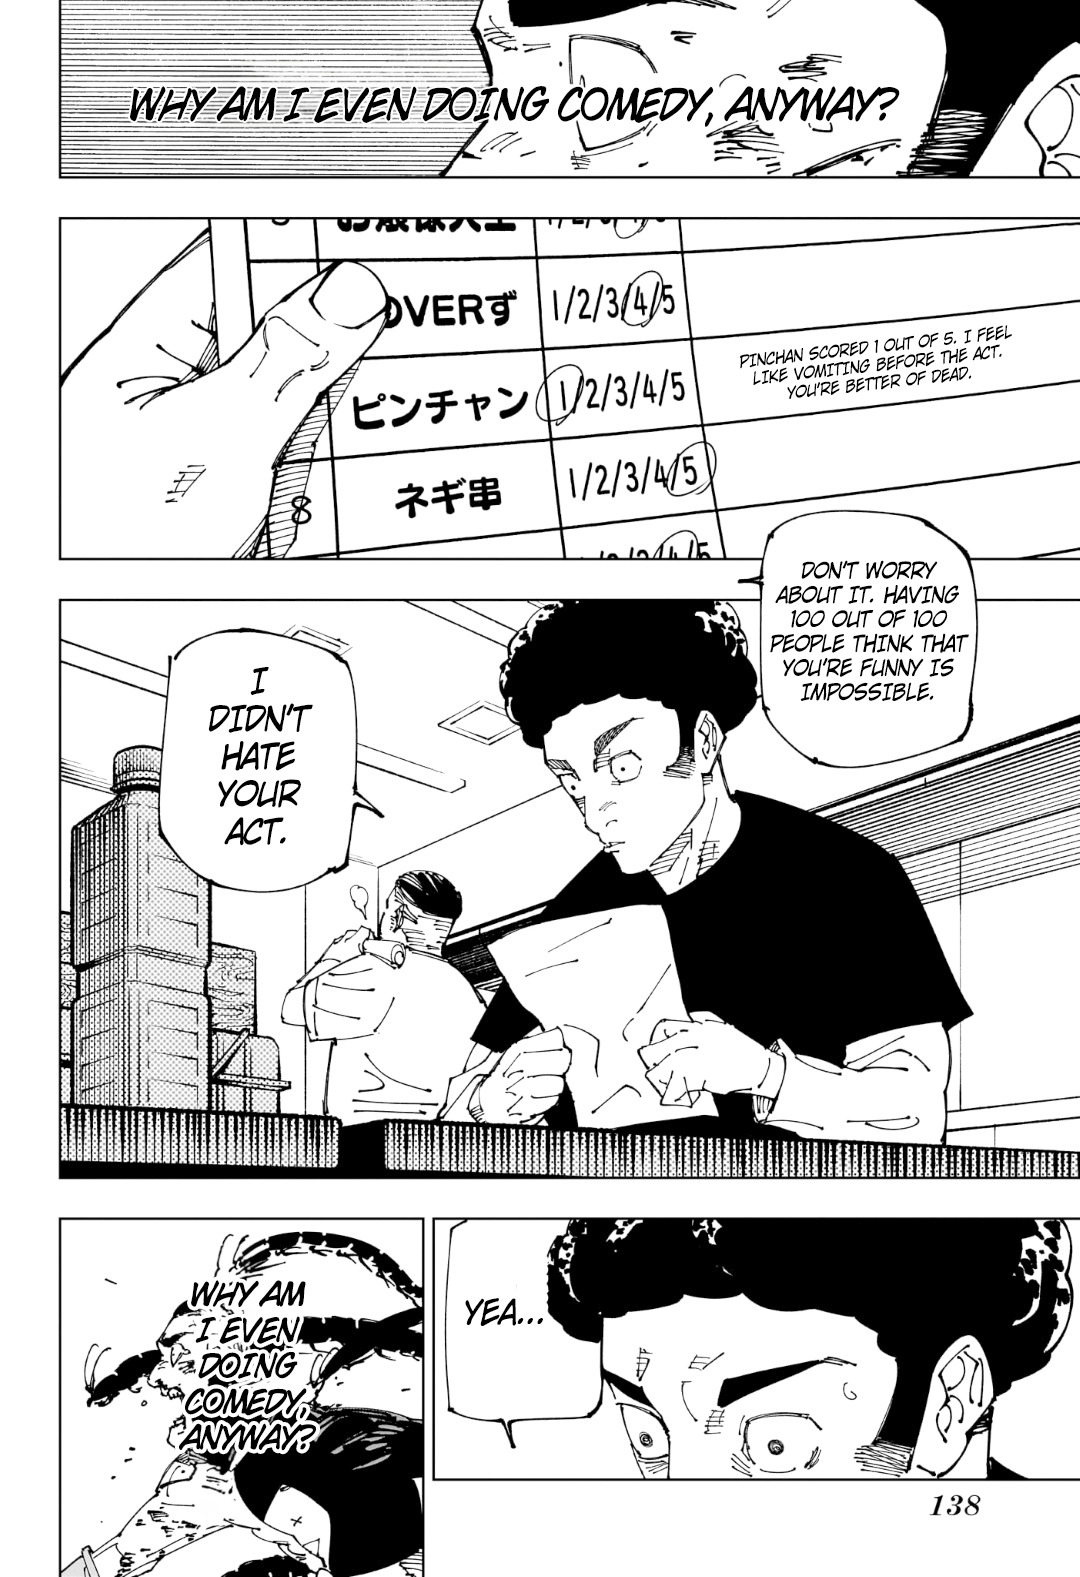 WHY AM I EVEN DOING COMEDY, ANYWAY?
OVERず
1/2/3/4/5
ピンチャン
1/2/3/4/5
PINCHAN SCORED 1 OUT OF 5. I FEEL
LIKE VOMITING BEFORE THE ACT.
YOU'RE BETTER OF DEAD.
8
ネギ串
1/2/3/4/5
DON'T WORRY
ABOUT IT. HAVING
100 OUT OF 100
PEOPLE THINK THAT
YOU'RE FUNNY IS
IMPOSSIBLE.
I
DIDN'T
HATE
YOUR
ACT.
YEA...
WHY AM
I EVEN
DOING
COMEDY,
ANYWAY?
138